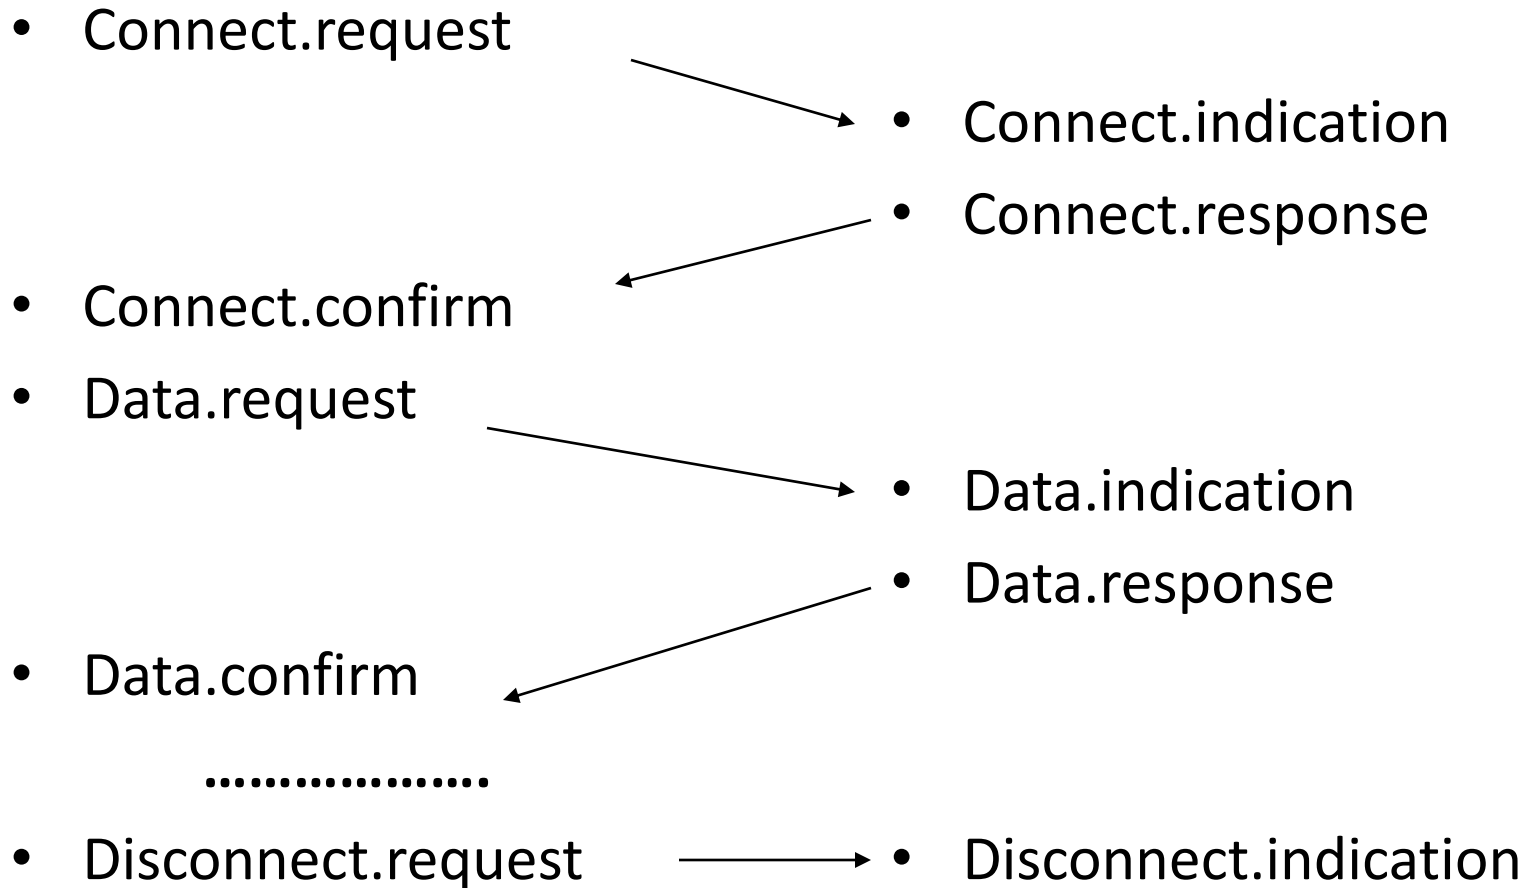 • Connect.request
• Connect.indication
• Connect.response
• Connect.confirm
• Data.request
• Data.indication
• Data.response
• Data.confirm
...................
• Disconnect.request • Disconnect.indication